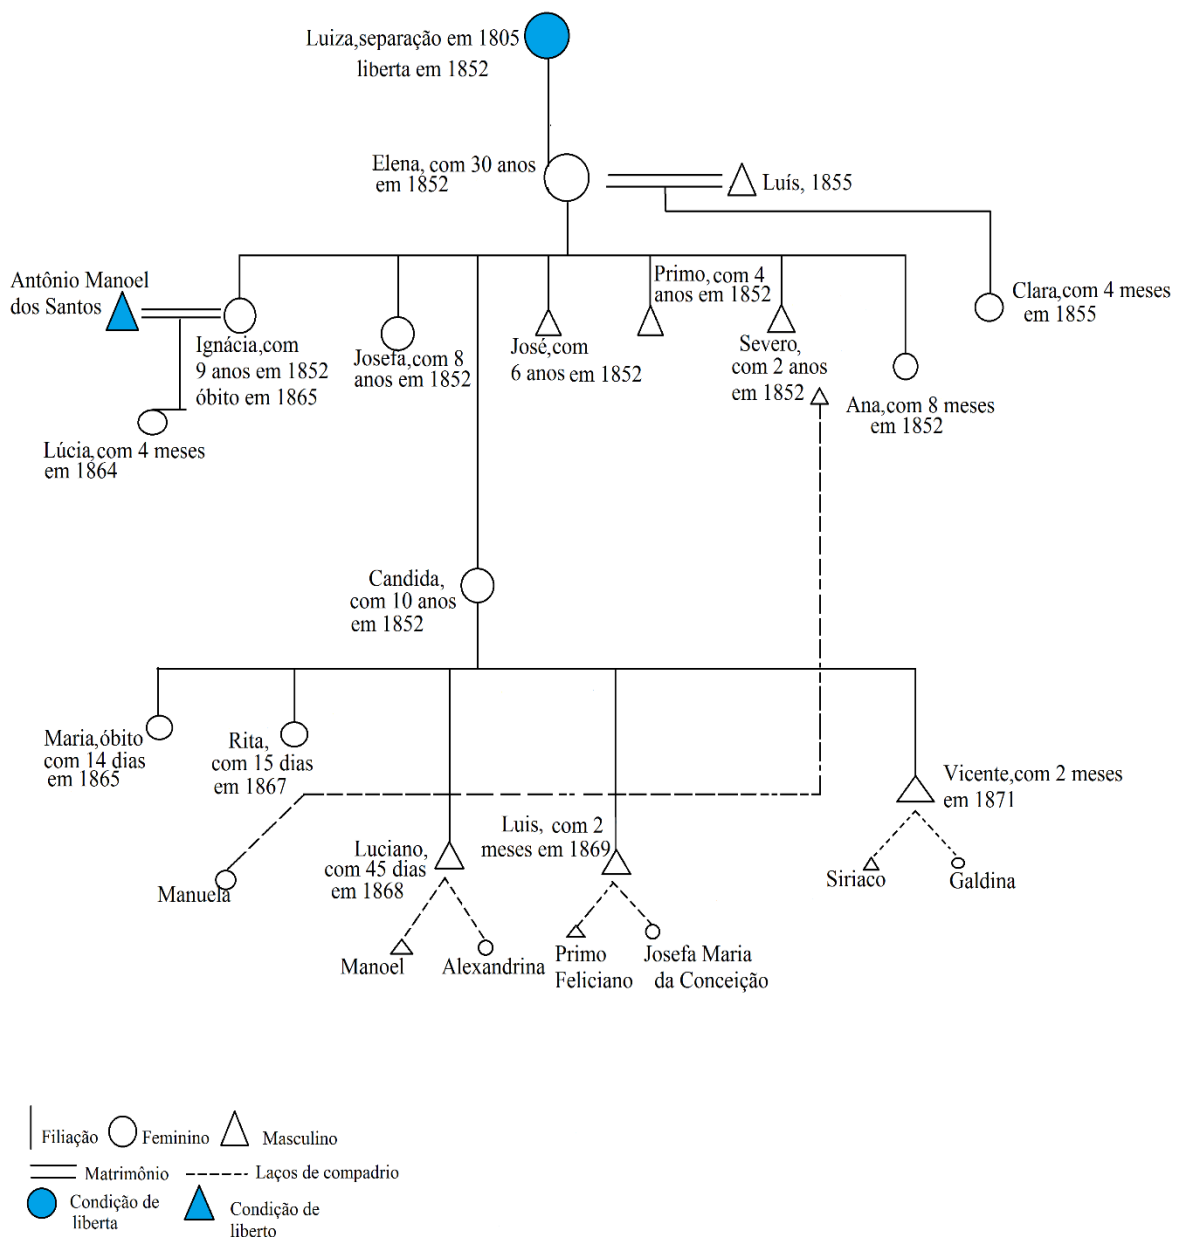 Luiza,separação em 1805
liberta em 1852
Elena, com 30 anos
em 1852
Luís, 1855
Antônio Manoel
dos Santos
Ignácia,com
9 anos em 1852
óbito em 1865
Josefa,com 8
anos em 1852
José,com
6 anos em 1852
Primo,com 4
anos em 1852
Severo,
com 2 anos
em 1852
Ana,com 8 meses
em 1852
Clara,com 4 meses
em 1855
Lúcia,com 4 meses
em 1864
Candida,
com 10 anos
em 1852
Maria,óbito
com 14 dias
em 1865
Rita,
com 15 dias
em 1867
Luciano,
com 45 dias
em 1868
Luis, com 2
meses em 1869
Vicente,com 2 meses
em 1871
Manuela
Manoel
Alexandrina
Primo
Feliciano
Josefa Maria
da Conceição
Siriaco
Galdina
Filiação
Feminino
Masculino
Matrimônio
Laços de compadrio
Condição de
liberta
Condição de
liberto